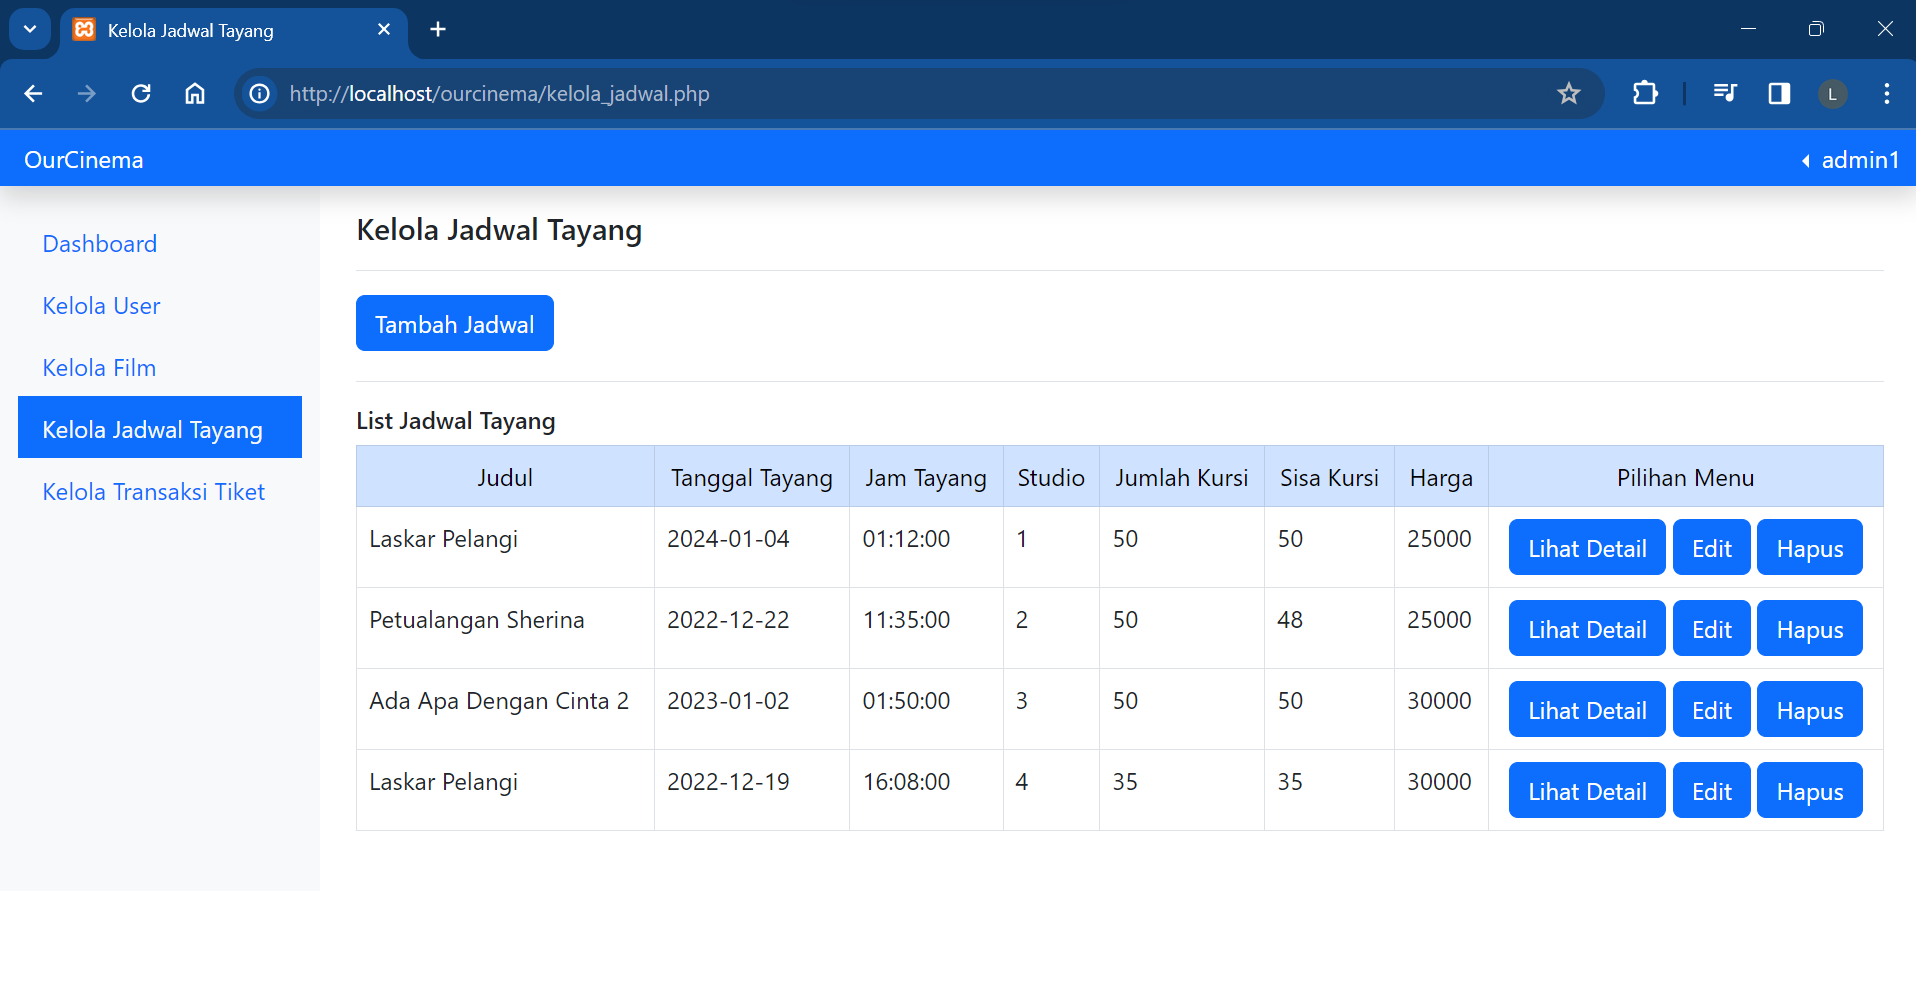 Kelola Jadwal Tayang
http://localhost/ourcinema/kelola_jadwal.php
L
OurCinema
admin1
Dashboard
Kelola User
Kelola Film
Kelola Jadwal Tayang
Kelola Transaksi Tiket
Kelola Jadwal Tayang
Tambah Jadwal
List Jadwal Tayang
Judul Tanggal Tayang Jam Tayang Studio Jumlah Kursi Sisa Kursi Harga Pilihan Menu
Laskar Pelangi 2024-01-04 01:12:00 1 50 50 25000 Lihat Detail Edit Hapus
Petualangan Sherina 2022-12-22 11:35:00 2 50 48 25000 Lihat Detail Edit Hapus
Ada Apa Dengan Cinta 2 2023-01-02 01:50:00 3 50 50 30000 Lihat Detail Edit Hapus
Laskar Pelangi 2022-12-19 16:08:00 4 35 35 30000 Lihat Detail Edit Hapus